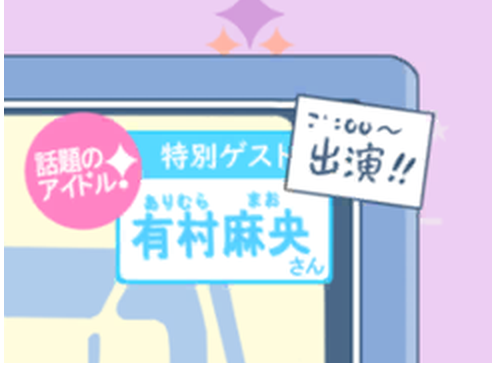 話題の
アイドル！
特別ゲスト
ありむら まお
有村麻央
さん
:00〜
出演!!